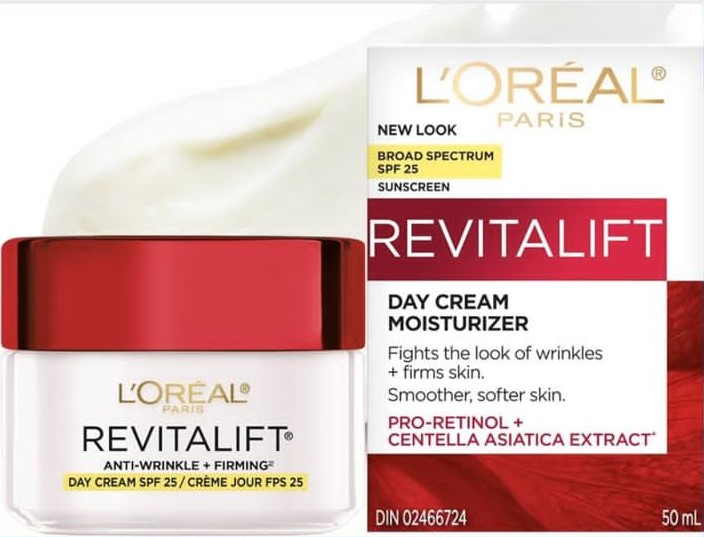 L'ORÉAL®
PARIS
NEW LOOK
BROAD SPECTRUM
SPF 25
SUNSCREEN
REVITALIFT
DAY CREAM
MOISTURIZER
Fights the look of wrinkles
+ firms skin.
Smoother, softer skin.
PRO-RETINOL +
CENTELLA ASIATICA EXTRACT*
DIN 02466724
50 mL
L'ORÉAL®
PARIS
REVITALIFT®
ANTI-WRINKLE + FIRMING
DAY CREAM SPF 25 / CRÈME JOUR FPS 25